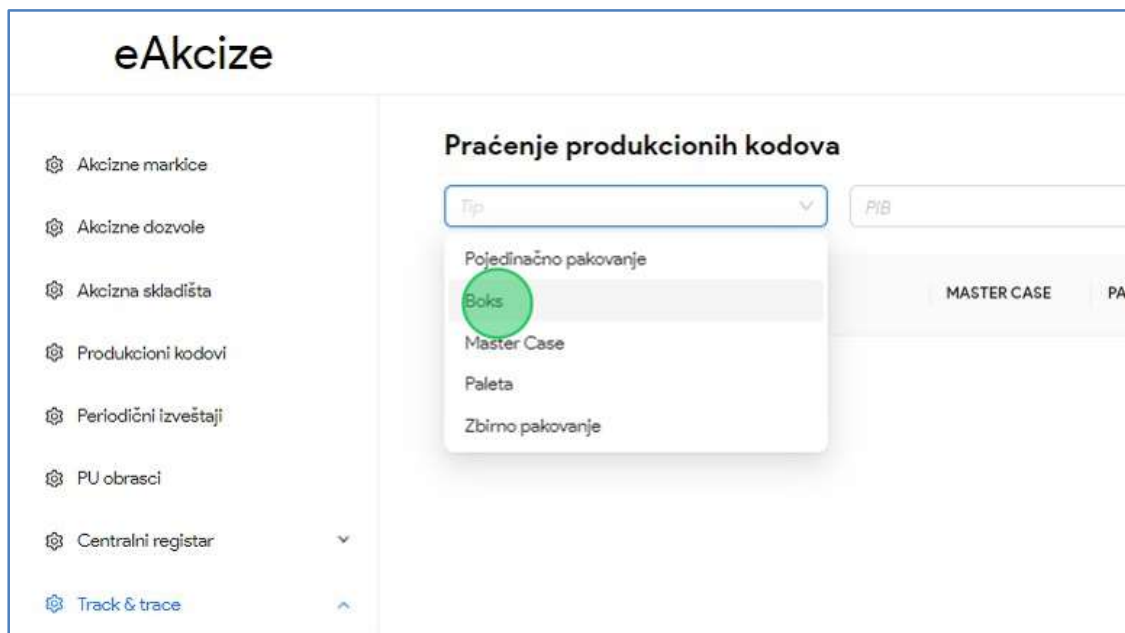 eAkcize
Akcizne markice
Akcizne dozvole
Akcizna skladišta
Produkcioni kodovi
Periodični izveštaji
PU obrasci
Centralni registar
Track & trace
Praćenje produkcionih kodova
Tip
PIB
Pojedinačno pakovanje
Boks
Master Case
Paleta
Zbirno pakovanje
MASTER CASE
PA